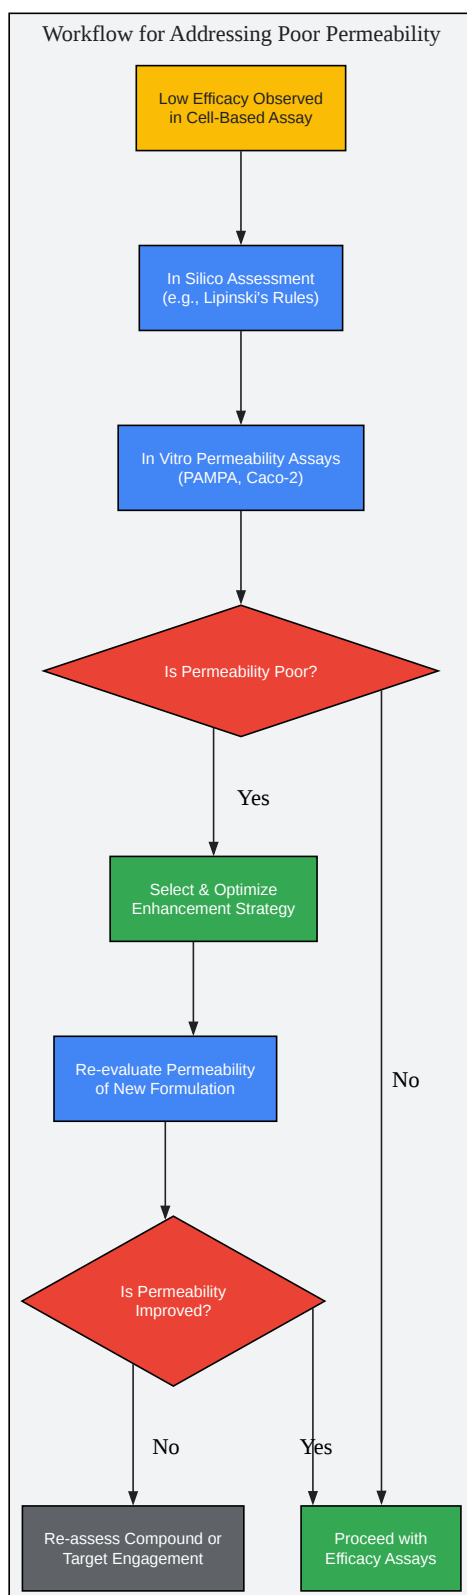 Workflow for Addressing Poor Permeability
Low Efficacy Observed
in Cell-Based Assay
In Silico Assessment
(e.g., Lipinski's Rules)
In Vitro Permeability Assays
(PAMPA, Caco-2)
Is Permeability Poor?
Yes
Select & Optimize
Enhancement Strategy
Re-evaluate Permeability
of New Formulation
No
Is Permeability
Improved?
No
Yes
Re-assess Compound or
Target Engagement
Proceed with
Efficacy Assays